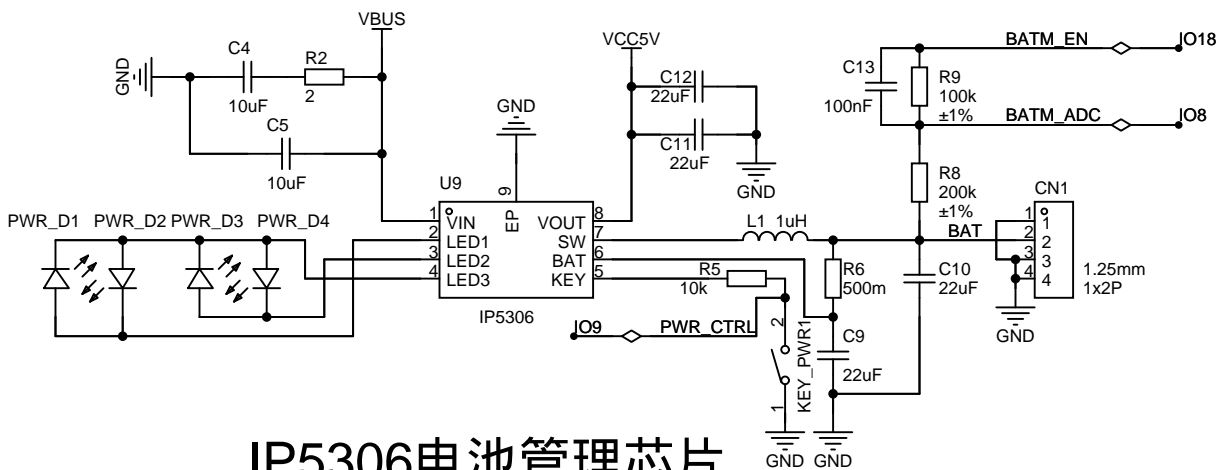 VBUS
C4
R2
GND
10uF
2
C5
10uF
VCC5V
C12
22uF
C11
22uF
GND
GND
BATM_EN
IO18
C13
100nF
R9
100k
±1%
BATM_ADC
IO8
R8
200k
±1%
CN1
BAT
1
2
3
4
1
2
3
4
1.25mm
1x2P
GND
U9
EP
9
PWR_D1
PWR_D2
PWR_D3
PWR_D4
1
VIN
2
LED1
3
LED2
4
LED3
VOUT
8
SW
7
BAT
6
KEY
5
IP5306
L1
1uH
R5
10k
R6
500m
C10
22uF
IO9
PWR_CTRL
2
KEY_PWR1
1
C9
22uF
GND
GND
IP5306电池管理芯片